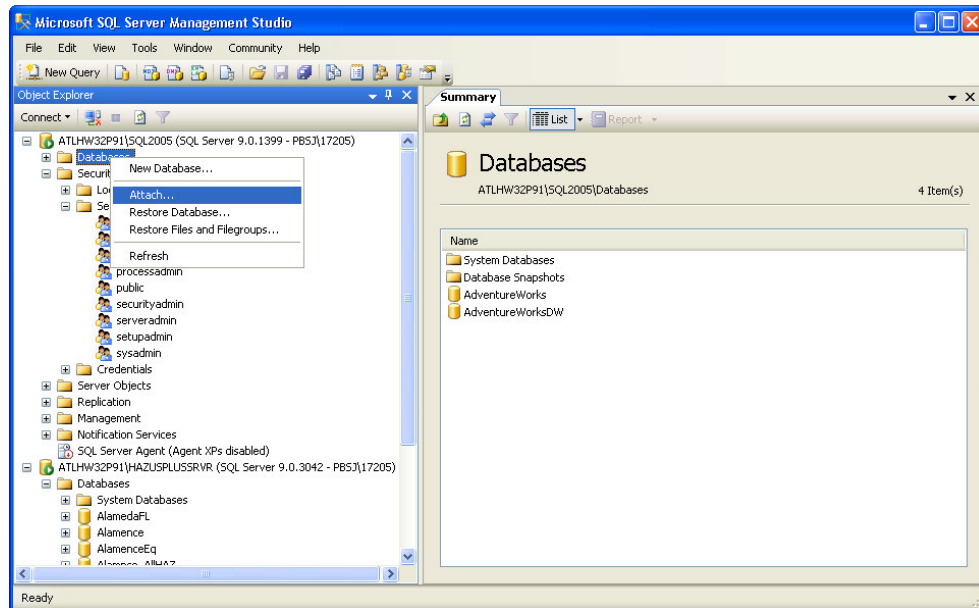 Microsoft SQL Server Management Studio
File Edit View Tools Window Community Help
New Query
Object Explorer
Connect
ATLHW32P91\SQL2005 (SQL Server 9.0.1399 - PBSJ\17205)
Databases
Securit
Lo
Se
New Database...
Attach...
Restore Database...
Restore Files and Filegroups...
Refresh
processadmin
public
securityadmin
serveradmin
setupadmin
sysadmin
Credentials
Server Objects
Replication
Management
Notification Services
SQL Server Agent (Agent XPs disabled)
ATLHW32P91\HAZUSPLUSSRVR (SQL Server 9.0.3042 - PBSJ\17205)
Databases
System Databases
AlamedaFL
Alamence
AlamenceEq
Summary
List Report
Databases
ATLHW32P91\SQL2005\Databases 4 Item(s)
Name
System Databases
Database Snapshots
AdventureWorks
AdventureWorksDW
Ready